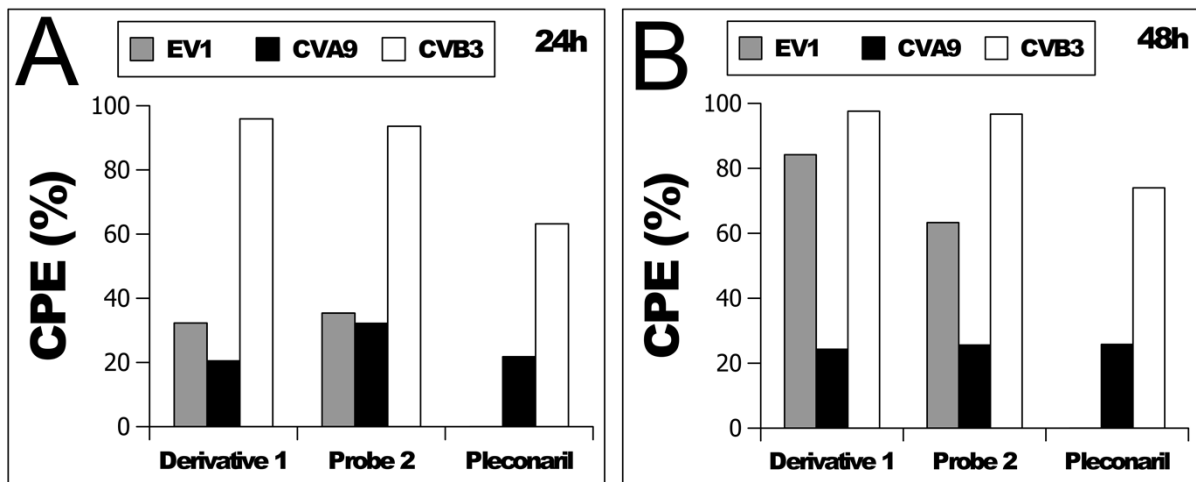 A
EV1 CVA9 CVB3
24h
CPE (%)
100
80
60
40
20
0
Derivative 1 Probe 2 Pleconaril
B
EV1 CVA9 CVB3
48h
CPE (%)
100
80
60
40
20
0
Derivative 1 Probe 2 Pleconaril